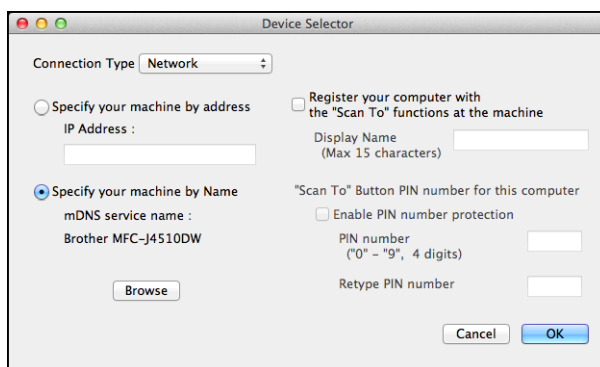 Device Selector
Connection Type Network
Specify your machine by address
IP Address :
Specify your machine by Name
mDNS service name :
Brother MFC-J4510DW
Browse
Register your computer with
the "Scan To" functions at the machine
Display Name
(Max 15 characters)
"Scan To" Button PIN number for this computer
Enable PIN number protection
PIN number
("0" - "9", 4 digits)
Retype PIN number
Cancel OK